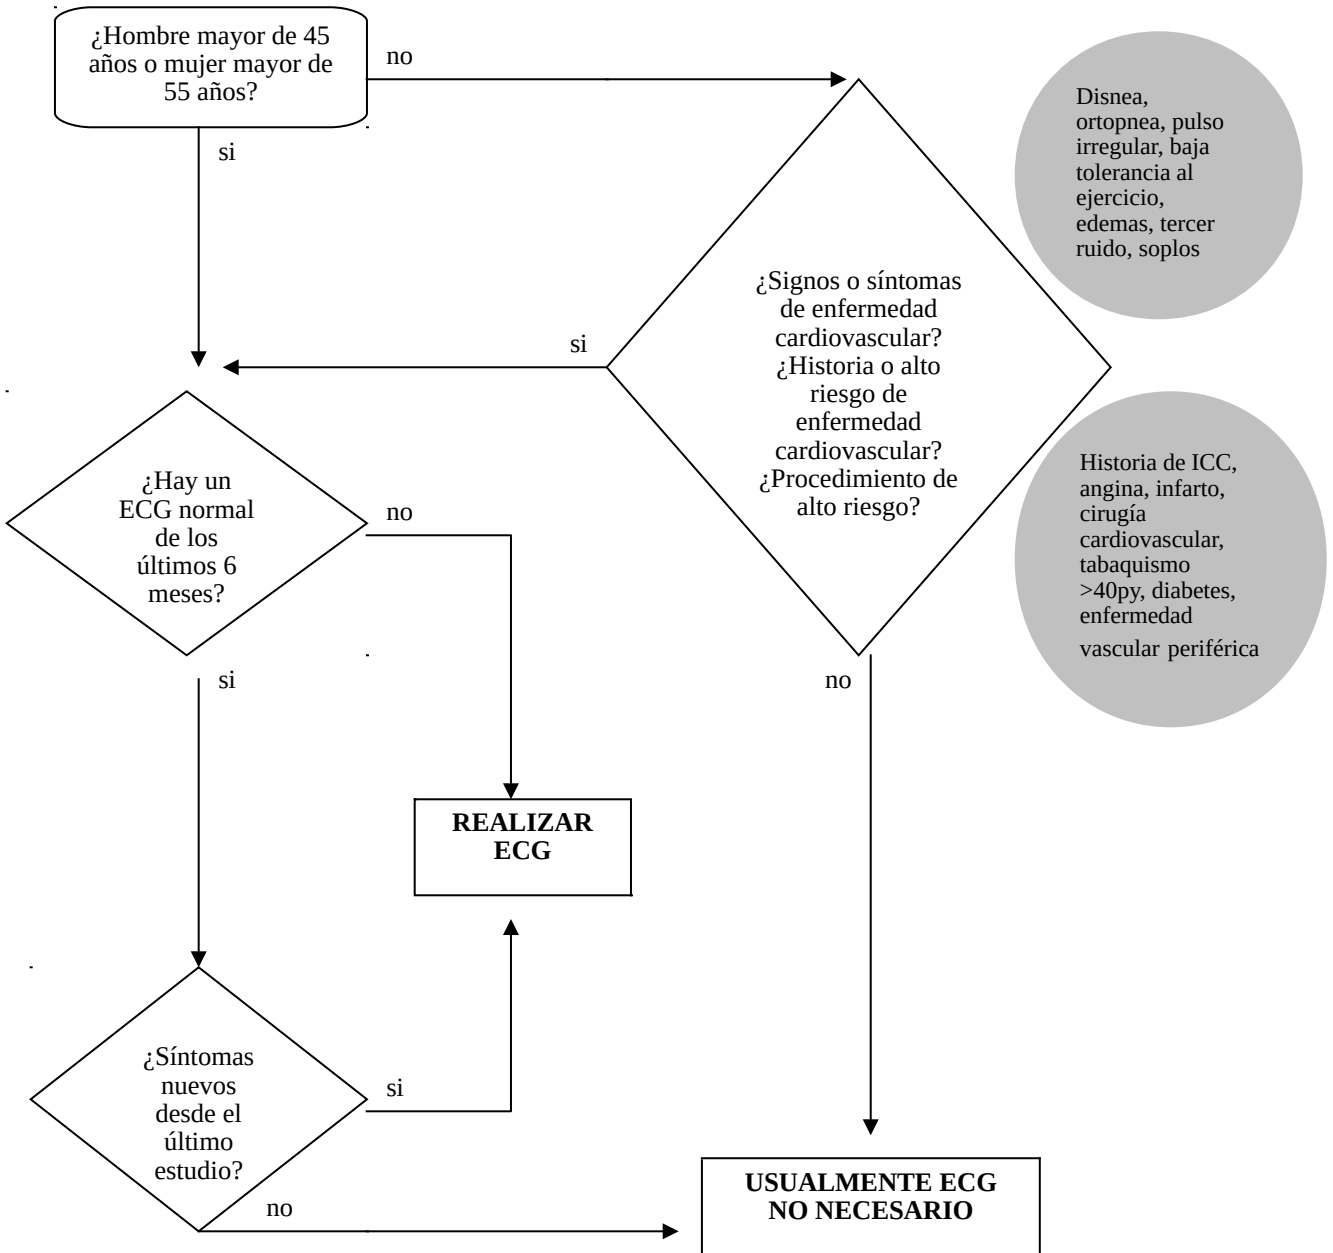 ¿Hombre mayor de 45
años o mujer mayor de
55 años?
no
si
Disnea,
ortopnea, pulso
irregular, baja
tolerancia al
ejercicio,
edemas, tercer
ruido, soplos
¿Signos o síntomas
de enfermedad
cardiovascular?
¿Historia o alto
riesgo de
enfermedad
cardiovascular?
¿Procedimiento de
alto riesgo?
si
no
Historia de ICC,
angina, infarto,
cirugía
cardiovascular,
tabaquismo
>40py, diabetes,
enfermedad
vascular periférica
¿Hay un
ECG normal
de los
últimos 6
meses?
no
si
REALIZAR
ECG
¿Síntomas
nuevos
desde el
último
estudio?
si
no
USUALMENTE ECG
NO NECESARIO